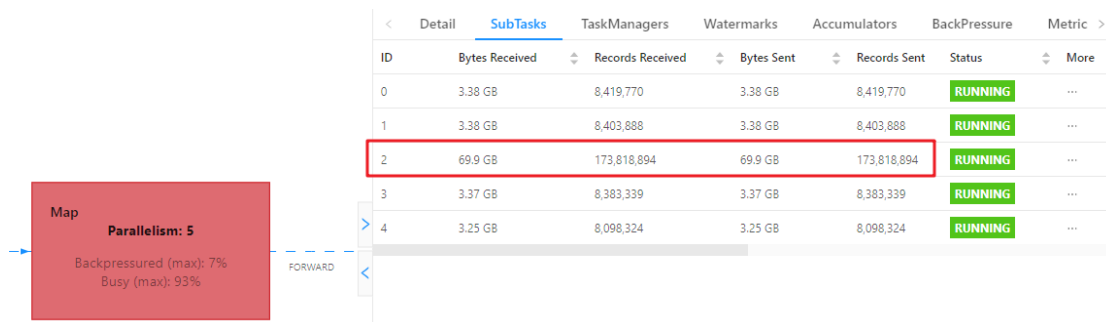 Detail SubTasks TaskManagers Watermarks Accumulators BackPressure Metric
ID Bytes Received Records Received Bytes Sent Records Sent Status More
0 3.38 GB 8,419,770 3.38 GB 8,419,770 RUNNING ...
1 3.38 GB 8,403,888 3.38 GB 8,403,888 RUNNING ...
2 69.9 GB 173,818,894 69.9 GB 173,818,894 RUNNING ...
3 3.37 GB 8,383,339 3.37 GB 8,383,339 RUNNING ...
4 3.25 GB 8,098,324 3.25 GB 8,098,324 RUNNING ...
Map
Parallelism: 5
Backpressured (max): 7%
Busy (max): 93%
FORWARD